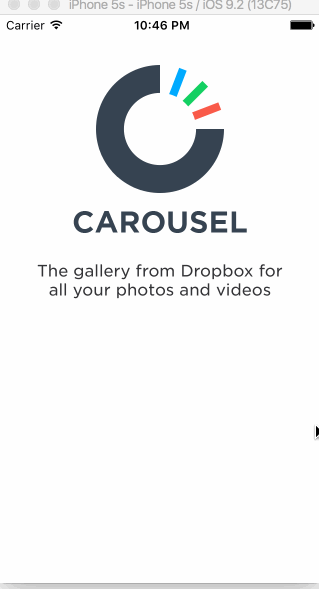 iPhone 5s - iPhone 5s / iOS 9.2 (13C75)
Carrier 10:46 PM
CAROUSEL
The gallery from Dropbox for
all your photos and videos